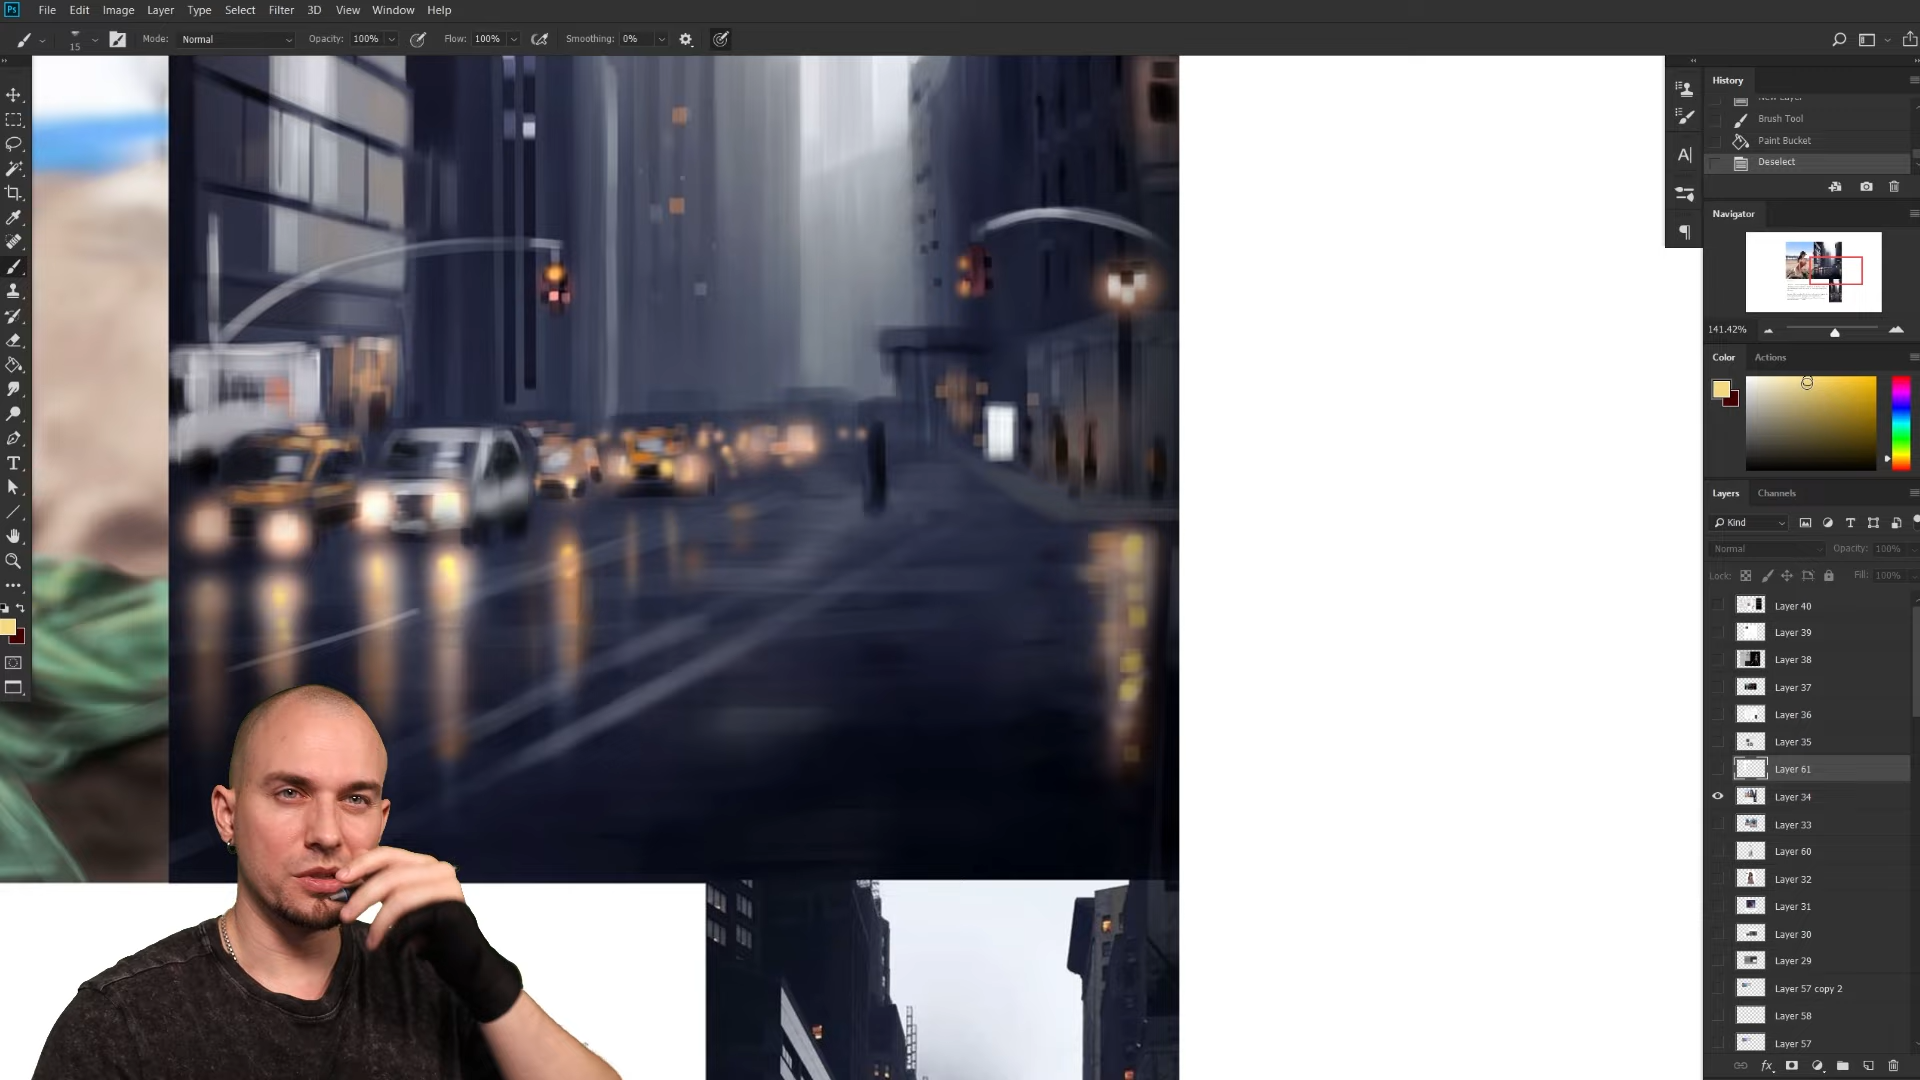 Ps File Edit Image Layer Type Select Filter 3D View Window Help
15 Mode: Normal Opacity: 100% Flow: 100% Smoothing: 0%
History
New Layer
Brush Tool
Paint Bucket
Deselect
Navigator
141.42%
Color Actions
Layers Channels
Kind
Normal Opacity: 100%
Lock: Fill: 100%
Layer 40
Layer 39
Layer 38
Layer 37
Layer 36
Layer 35
Layer 61
Layer 34
Layer 33
Layer 60
Layer 32
Layer 31
Layer 30
Layer 29
Layer 57 copy 2
Layer 58
Layer 57
fx